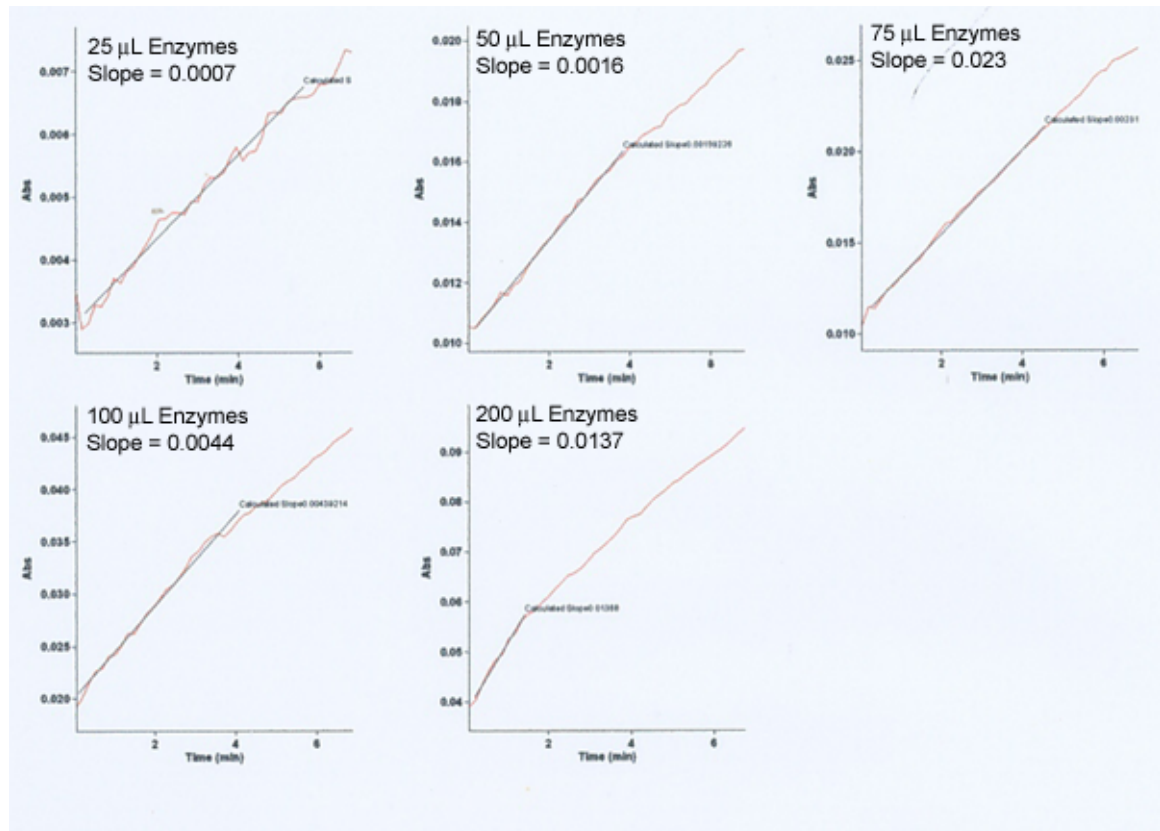 25 μL Enzymes
Slope = 0.0007
0.007
0.006
0.005
0.004
0.003
Abs
Calculated S
2
4
6
Time (min)
50 μL Enzymes
Slope = 0.0016
0.020
0.018
0.016
0.014
0.012
0.010
Abs
2
4
6
Time (min)
75 μL Enzymes
Slope = 0.023
0.025
0.020
0.015
0.010
Abs
Calculated Slope0.00231
2
4
6
Time (min)
100 μL Enzymes
Slope = 0.0044
0.045
0.040
0.035
0.030
0.025
0.020
Abs
Calculated Slope0.00439214
2
4
6
Time (min)
200 μL Enzymes
Slope = 0.0137
0.09
0.08
0.07
0.06
0.05
0.04
Abs
Calculated Slope0.01368
2
4
6
Time (min)